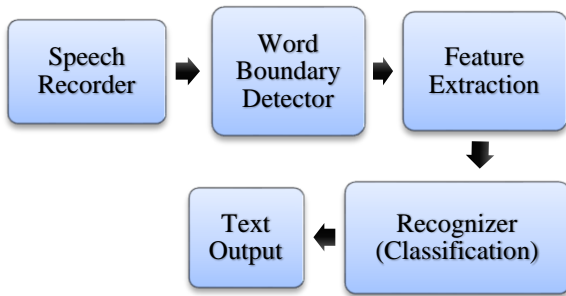 Speech
Recorder
Word
Boundary
Detector
Feature
Extraction
Recognizer
(Classification)
Text
Output